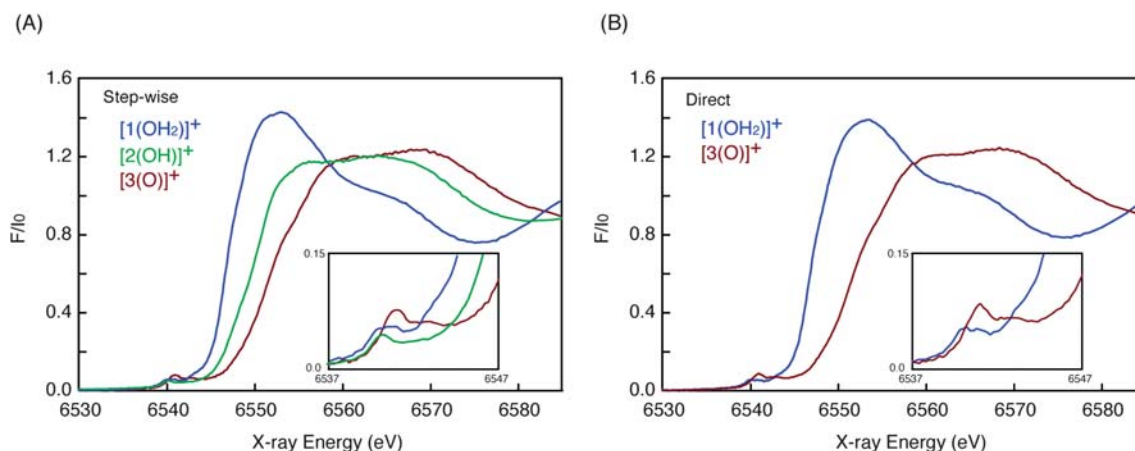 (A)
1.6
1.2
0.8
0.4
0.0
F/I0
Step-wise
[1(OH₂)]⁺
[2(OH)]⁺
[3(O)]⁺
0.15
0.0
6537 6547
6530 6540 6550 6560 6570 6580
X-ray Energy (eV)
(B)
1.6
1.2
0.8
0.4
0.0
F/I0
Direct
[1(OH₂)]⁺
[3(O)]⁺
0.15
0.0
6537 6547
6530 6540 6550 6560 6570 6580
X-ray Energy (eV)